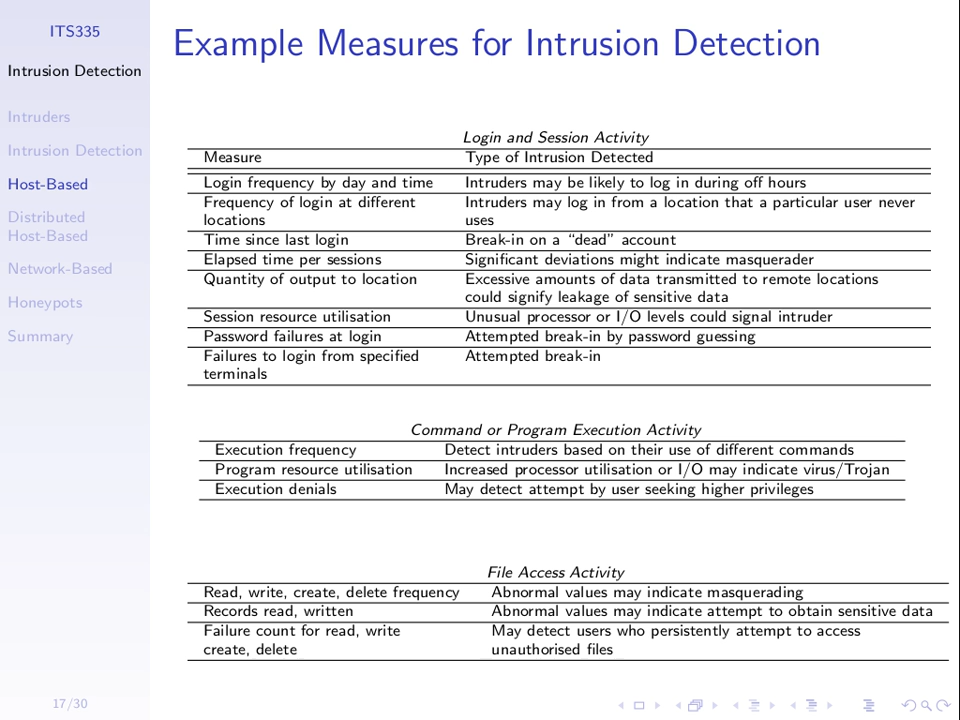 ITS335
Intrusion Detection
Intruders
Intrusion Detection
Host-Based
Distributed
Host-Based
Network-Based
Honeypots
Summary
17/30
Example Measures for Intrusion Detection
Login and Session Activity
Measure Type of Intrusion Detected
Login frequency by day and time Intruders may be likely to log in during off hours
Frequency of login at different Intruders may log in from a location that a particular user never
locations uses
Time since last login Break-in on a “dead” account
Elapsed time per sessions Significant deviations might indicate masquerader
Quantity of output to location Excessive amounts of data transmitted to remote locations
could signify leakage of sensitive data
Session resource utilisation Unusual processor or I/O levels could signal intruder
Password failures at login Attempted break-in by password guessing
Failures to login from specified Attempted break-in
terminals
Command or Program Execution Activity
Execution frequency Detect intruders based on their use of different commands
Program resource utilisation Increased processor utilisation or I/O may indicate virus/Trojan
Execution denials May detect attempt by user seeking higher privileges
File Access Activity
Read, write, create, delete frequency Abnormal values may indicate masquerading
Records read, written Abnormal values may indicate attempt to obtain sensitive data
Failure count for read, write May detect users who persistently attempt to access
create, delete unauthorised files